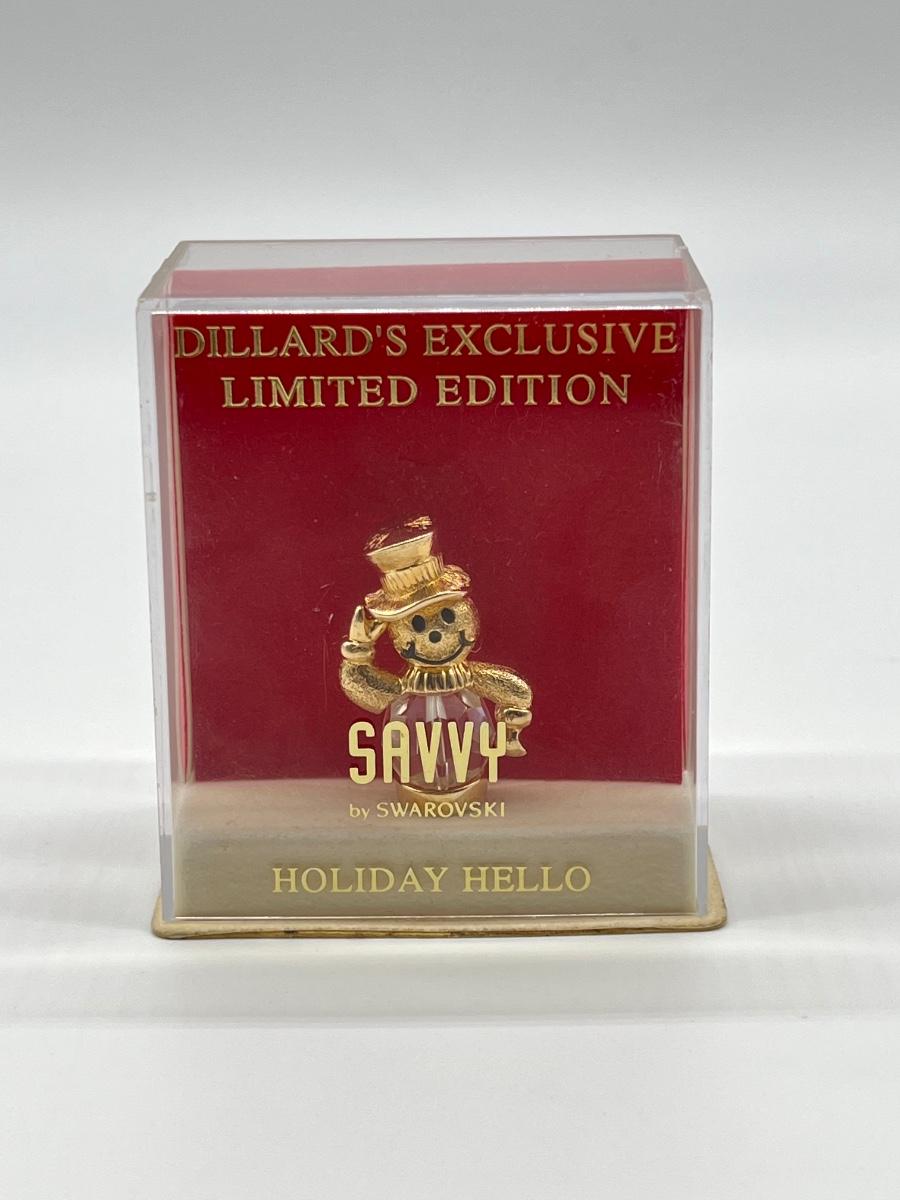 DILLARD'S EXCLUSIVE
LIMITED EDITION
SAVVY
by SWAROVSKI
HOLIDAY HELLO